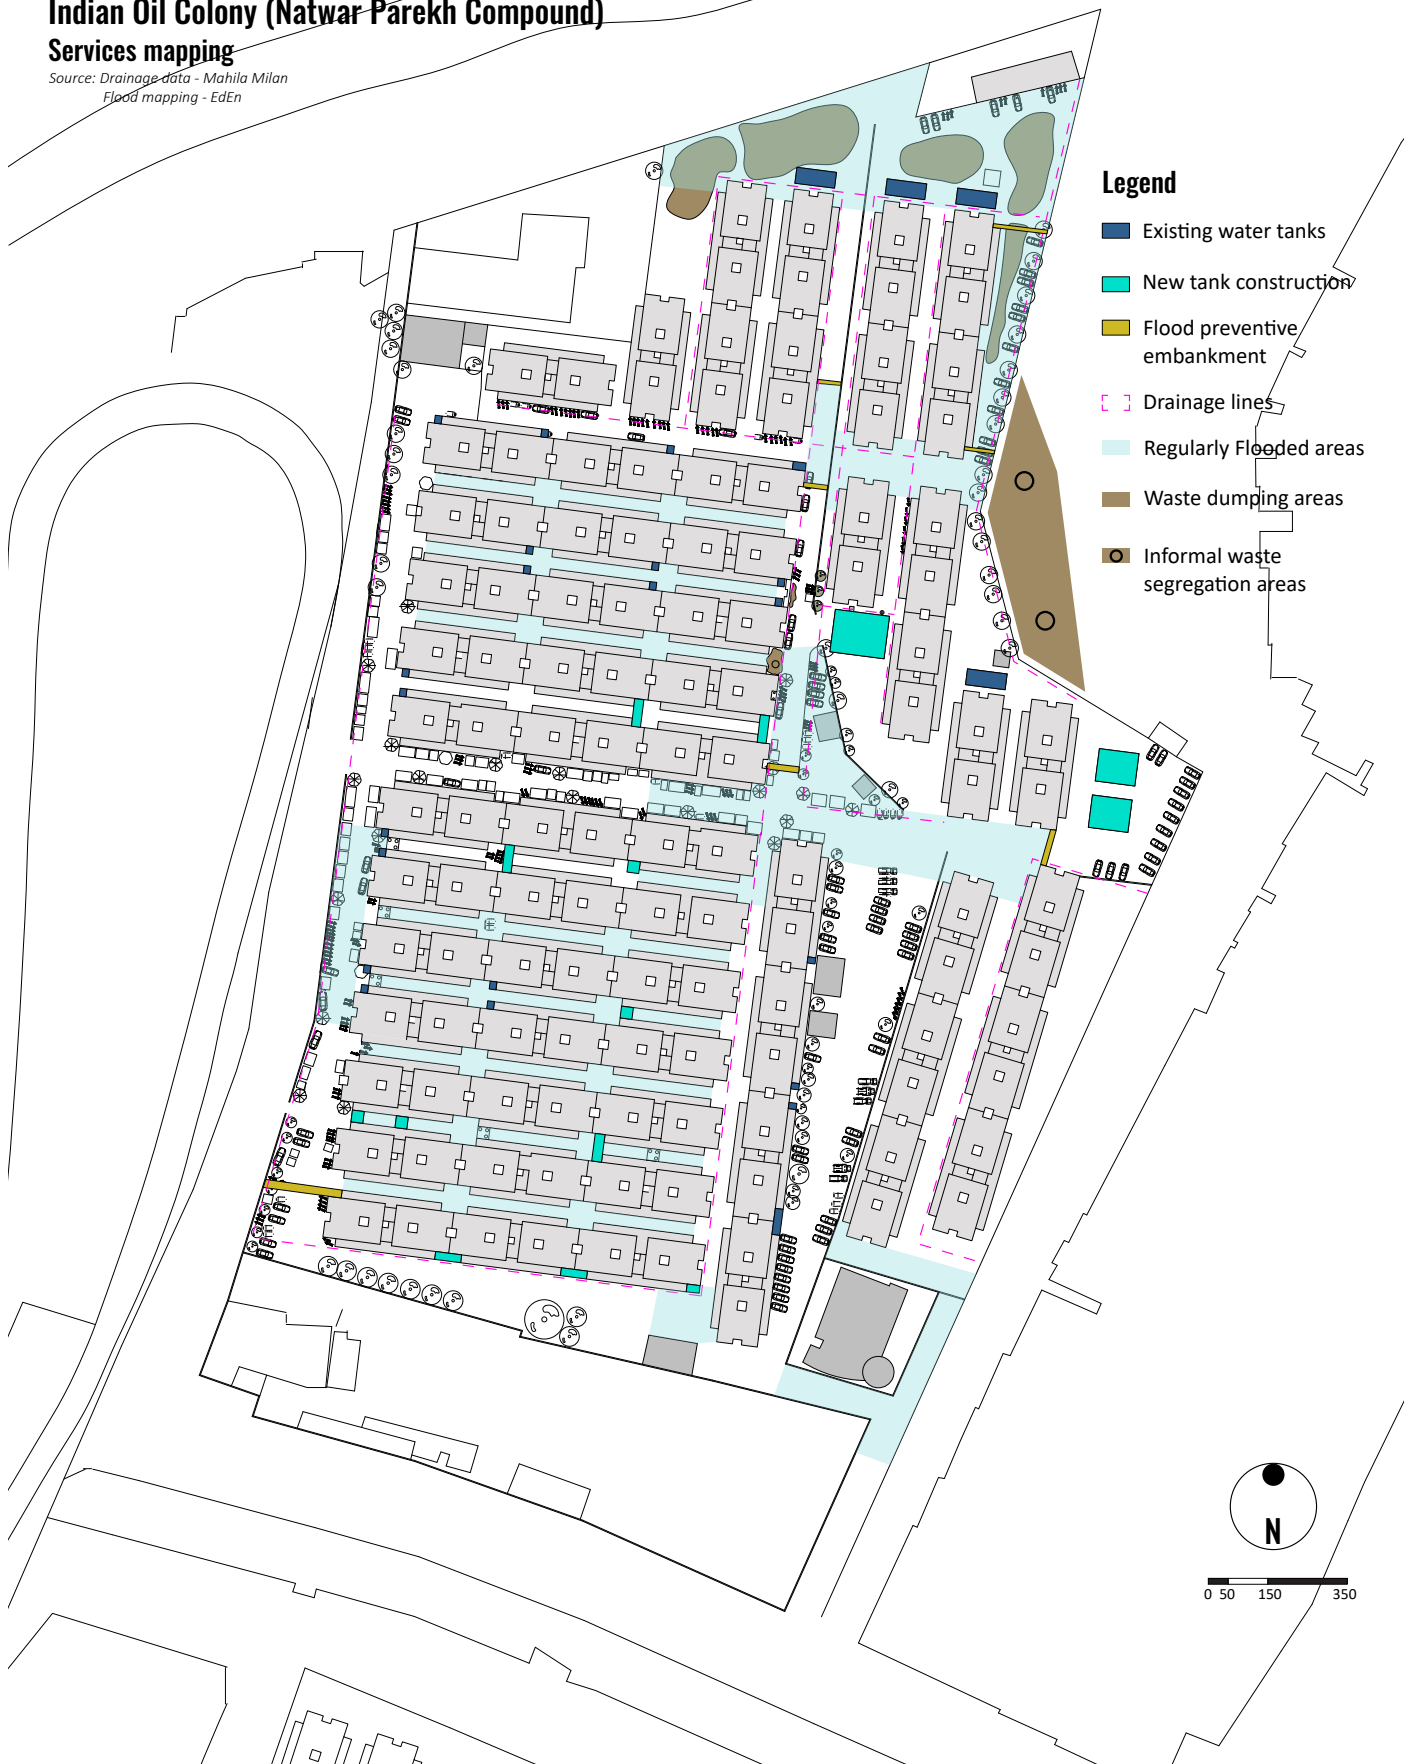 Indian Oil Colony (Natwar Parekh Compound)
Services mapping
Source: Drainage data - Mahila Milan
Flood mapping - EdEn
Legend
Existing water tanks
New tank construction
Flood preventive
embankment
Drainage lines
Regularly Flooded areas
Waste dumping areas
Informal waste
segregation areas
N
0 50 150 350